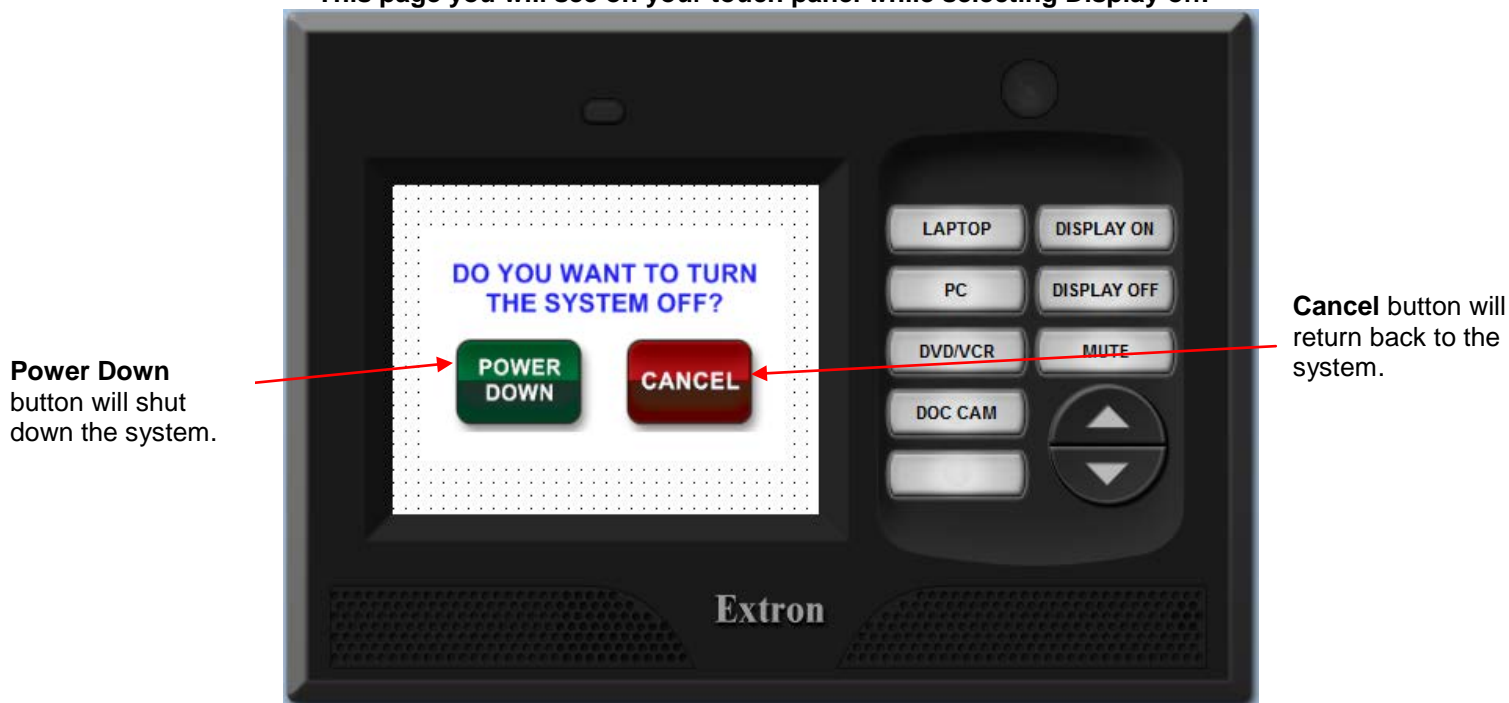 This page you will see on your touch panel while selecting Display off.
LAPTOP
DISPLAY ON
DO YOU WANT TO TURN
THE SYSTEM OFF?
PC
DISPLAY OFF
Cancel button will
return back to the
system.
DVD/VCR
MUTE
Power Down
button will shut
down the system.
POWER
DOWN
CANCEL
DOC CAM
Extron